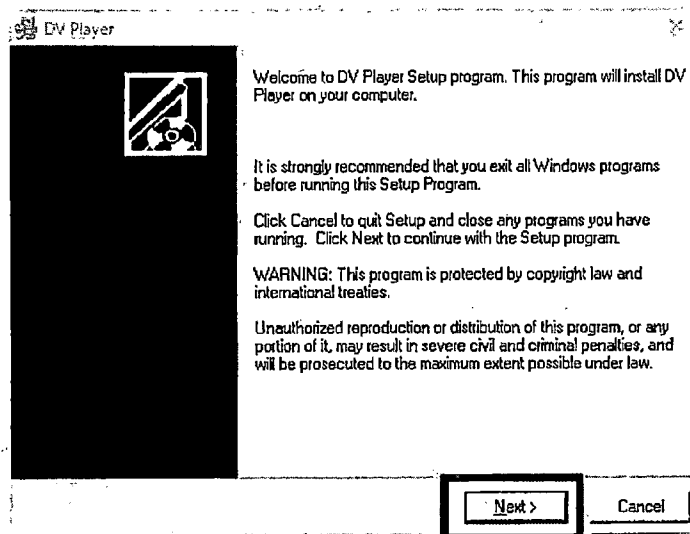 DV Player
Welcome to DV Player Setup program. This program will install DV
Player on your computer.
It is strongly recommended that you exit all Windows programs
before running this Setup Program.
Click Cancel to quit Setup and close any programs you have
running. Click Next to continue with the Setup program.
WARNING: This program is protected by copyright law and
international treaties.
Unauthorized reproduction or distribution of this program, or any
portion of it, may result in severe civil and criminal penalties, and
will be prosecuted to the maximum extent possible under law.
Next >
Cancel